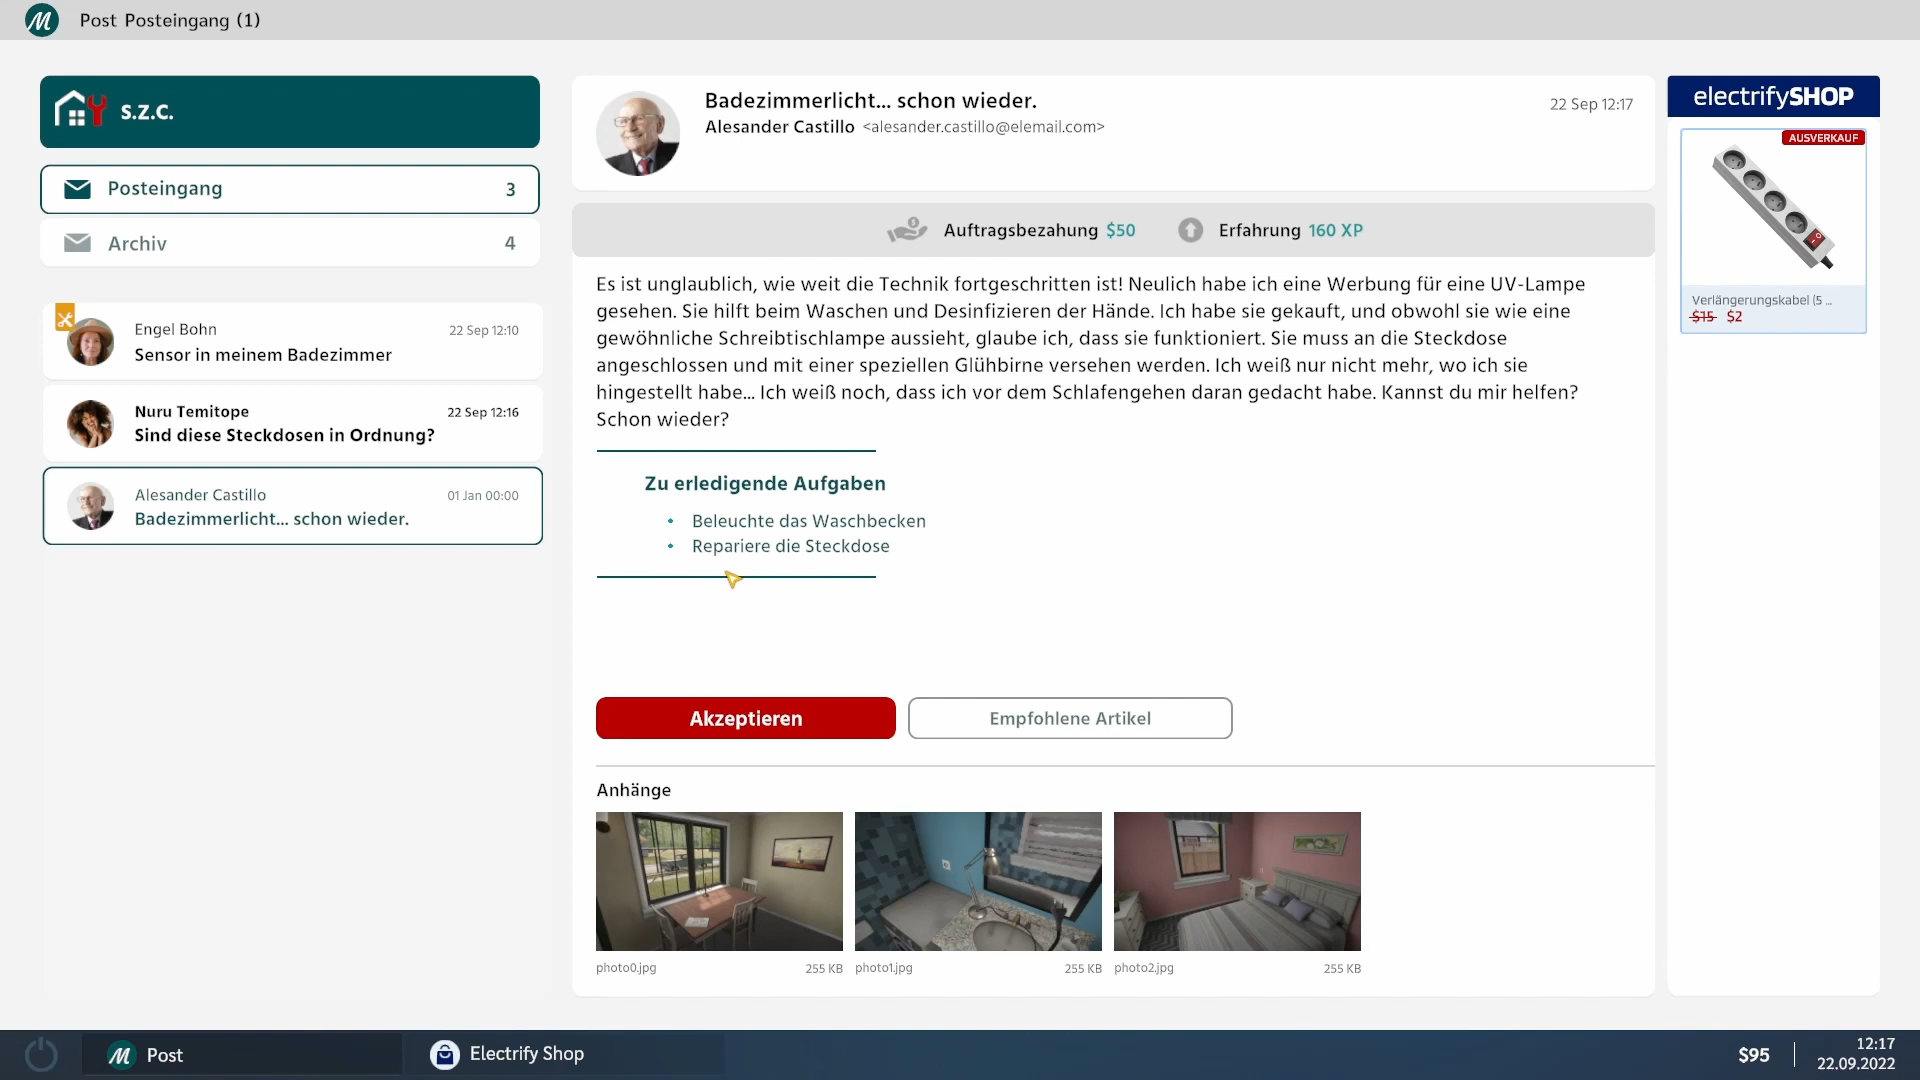 Post Posteingang (1)
S.Z.C.
Posteingang 3
Archiv 4
Engel Bohn 22 Sep 12:10
Sensor in meinem Badezimmer
Nuru Temitope 22 Sep 12:16
Sind diese Steckdosen in Ordnung?
Alesander Castillo 01 Jan 00:00
Badezimmerlicht... schon wieder.
Badezimmerlicht... schon wieder.
22 Sep 12:17
Alesander Castillo <alesander.castillo@elemail.com>
Auftragsbezahung $50 Erfahrung 160 XP
Es ist unglaublich, wie weit die Technik fortgeschritten ist! Neulich habe ich eine Werbung für eine UV-Lampe
gesehen. Sie hilft beim Waschen und Desinfizieren der Hände. Ich habe sie gekauft, und obwohl sie wie eine
gewöhnliche Schreibtischlampe aussieht, glaube ich, dass sie funktioniert. Sie muss an die Steckdose
angeschlossen und mit einer speziellen Glühbirne versehen werden. Ich weiß nur nicht mehr, wo ich sie
hingestellt habe... Ich weiß noch, dass ich vor dem Schlafengehen daran gedacht habe. Kannst du mir helfen?
Schon wieder?
Zu erledigende Aufgaben
• Beleuchte das Waschbecken
• Repariere die Steckdose
Akzeptieren
Empfohlene Artikel
Anhänge
photo0.jpg 255 KB
photo1.jpg 255 KB
photo2.jpg 255 KB
electrifySHOP
AUSVERKAUF
Verlängerungskabel (5 ...
$15 $2
Post
Electrify Shop
$95
12:17
22.09.2022